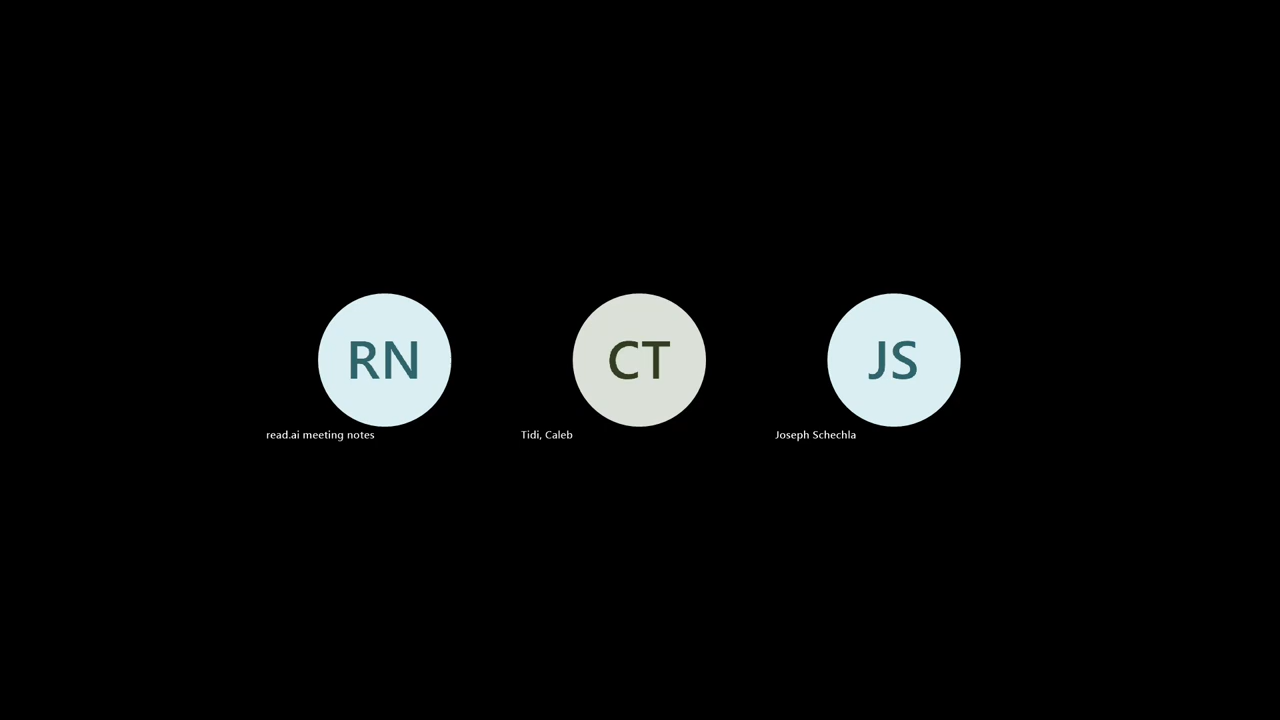 RN
CT
JS
read.ai meeting notes
Tidi, Caleb
Joseph Schechla